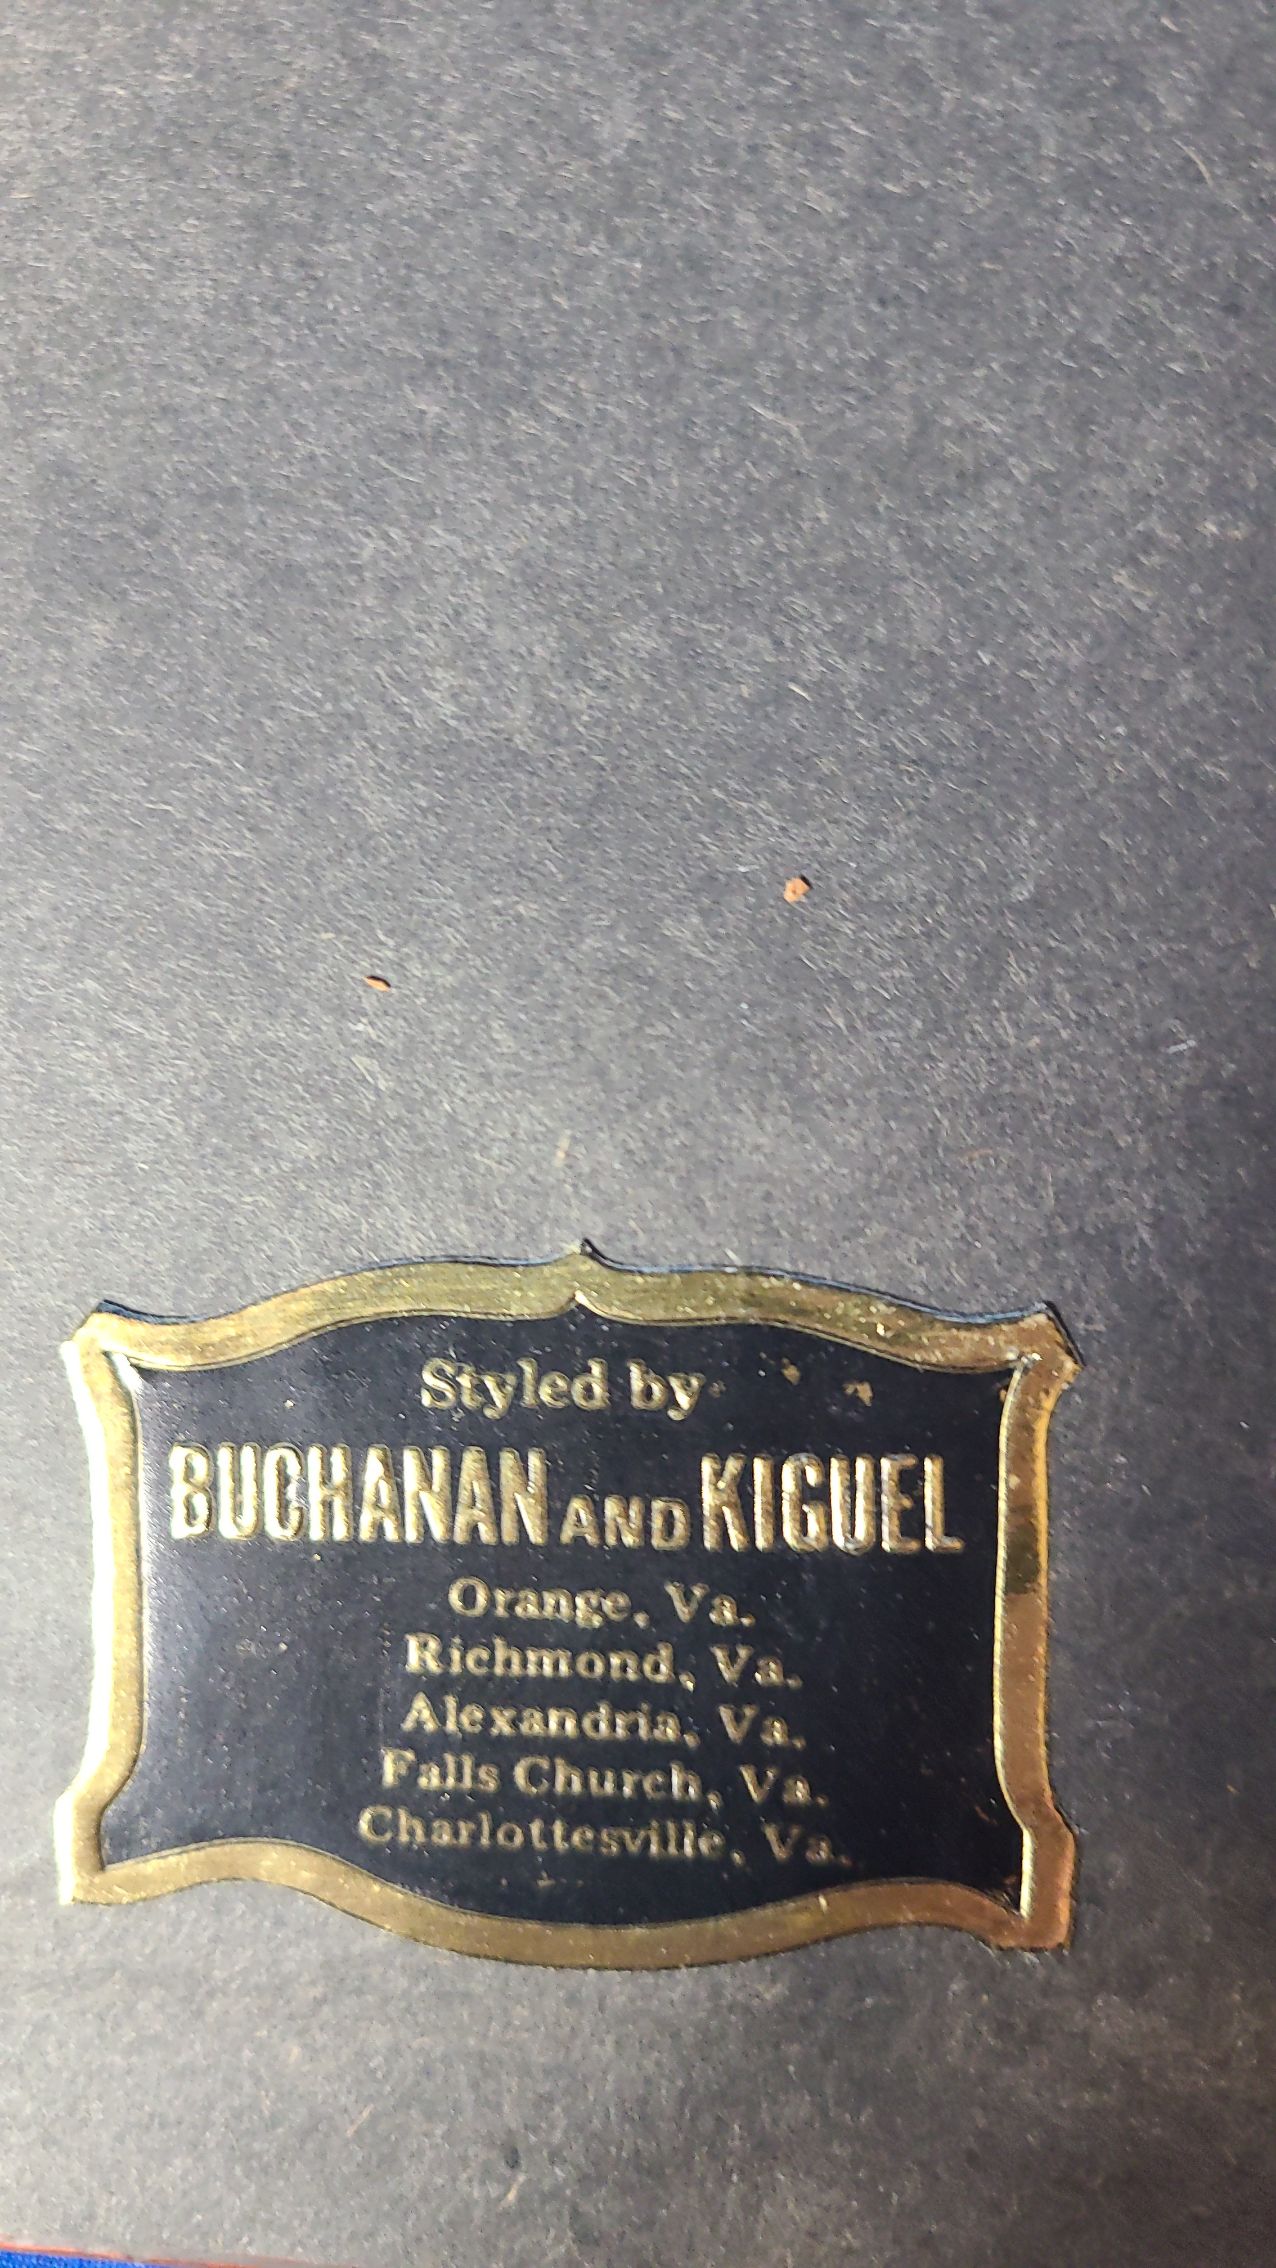 Styled by
BUCHANAN AND KIGUEL
Orange, Va.
Richmond, Va.
Alexandria, Va.
Falls Church, Va.
Charlottesville, Va.